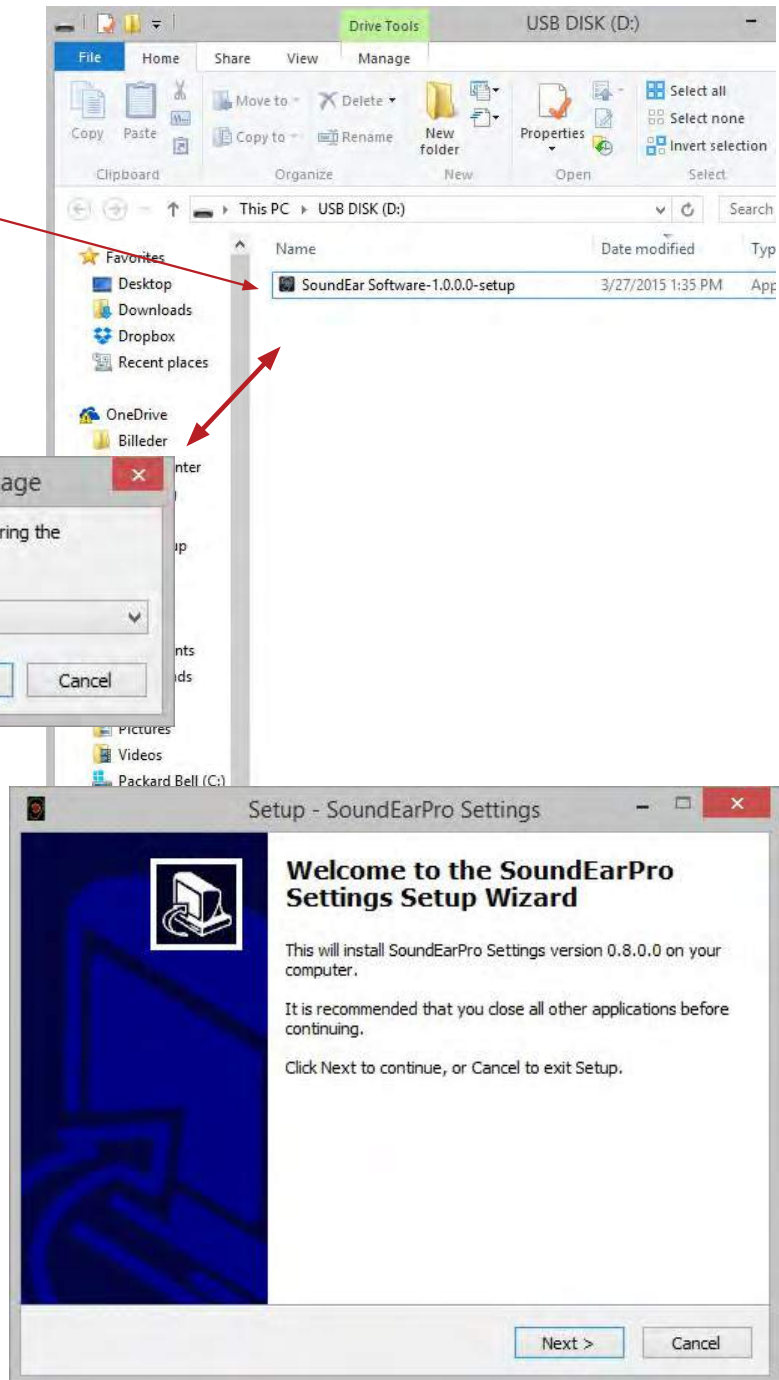 Drive Tools USB DISK (D:)
File Home Share View Manage
Copy Paste
Move to Delete
Copy to Rename
New
folder
Properties
Select all
Select none
Invert selection
Clipboard Organize New Open Select
This PC USB DISK (D:) Search
Favorites
Desktop
Downloads
Dropbox
Recent places
OneDrive
Billeder
nter
up
nts
ds
Pictures
Videos
Packard Bell (C:)
Name Date modified Typ
SoundEar Software-1.0.0.0-setup 3/27/2015 1:35 PM App
age
ring the
Cancel
Setup - SoundEarPro Settings
Welcome to the SoundEarPro
Settings Setup Wizard
This will install SoundEarPro Settings version 0.8.0.0 on your
computer.
It is recommended that you close all other applications before
continuing.
Click Next to continue, or Cancel to exit Setup.
Next > Cancel